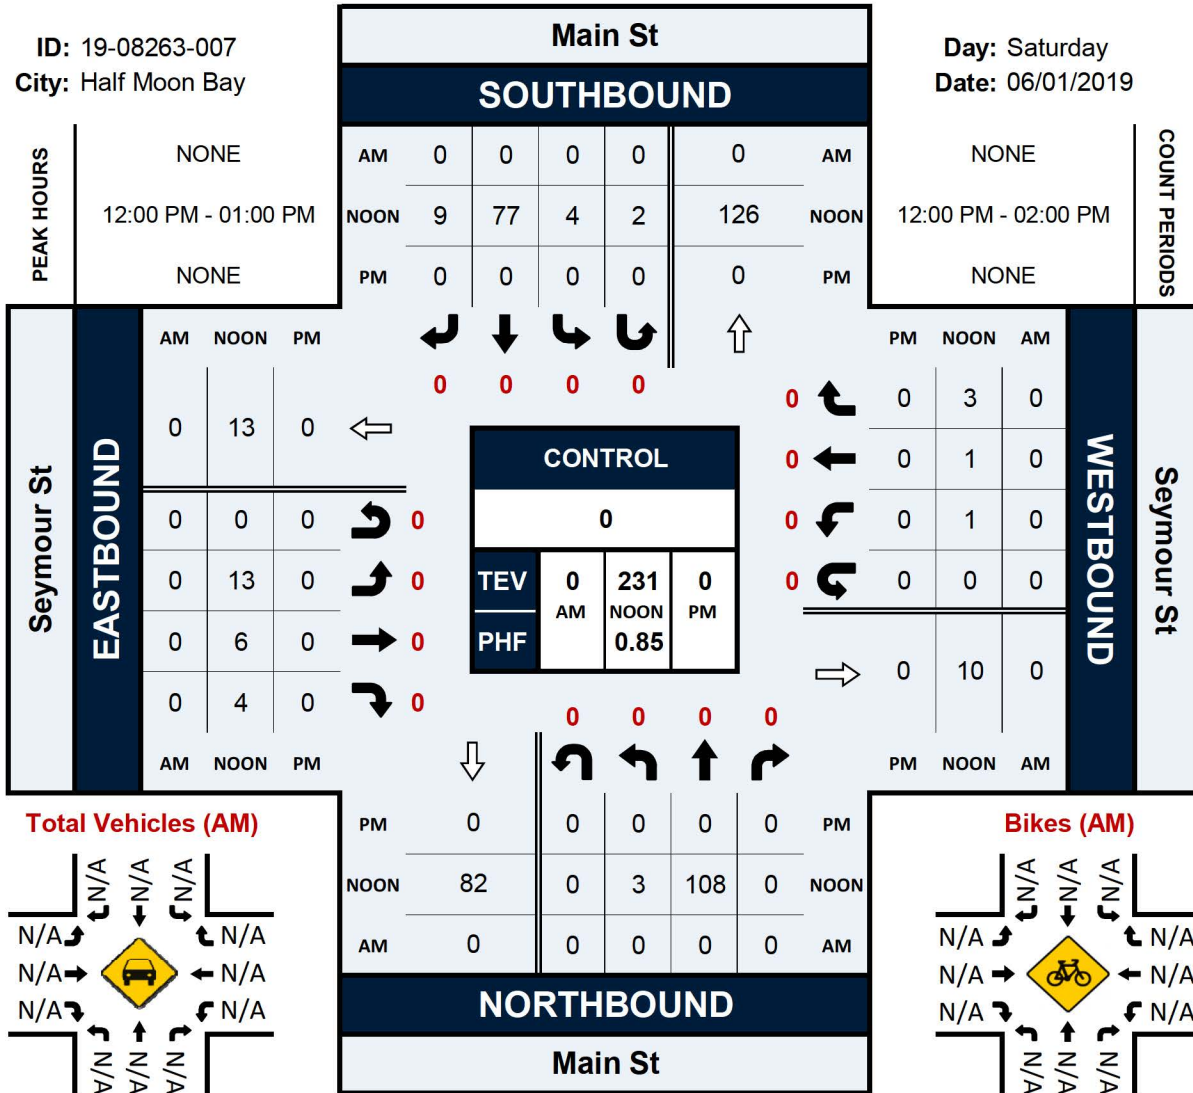 ID: 19-08263-007
City: Half Moon Bay
Main St
SOUTHBOUND
Day: Saturday
Date: 06/01/2019
PEAK HOURS
NONE
12:00 PM - 01:00 PM
NONE
AM 0 0 0 0 0 AM
NOON 9 77 4 2 126 NOON
PM 0 0 0 0 0 PM
NONE
12:00 PM - 02:00 PM
NONE
COUNT PERIODS
0 0 0 0
Seymour St
EASTBOUND
AM NOON PM
0 13 0
0 0 0 0
0 13 0 0
0 6 0 0
0 4 0 0
AM NOON PM
CONTROL
0
TEV 0 231 0
AM NOON PM
PHF 0.85
PM NOON AM
0 0 3 0
0 0 1 0
0 0 1 0
0 0 0 0
0 10 0
PM NOON AM
WESTBOUND
Seymour St
0 0 0 0
PM 0 0 0 0 0 PM
NOON 82 0 3 108 0 NOON
AM 0 0 0 0 0 AM
NORTHBOUND
Main St
Total Vehicles (AM)
N/A N/A N/A
N/A N/A
N/A N/A
N/A N/A
N/A N/A N/A
Bikes (AM)
N/A N/A N/A
N/A N/A
N/A N/A
N/A N/A
N/A N/A N/A